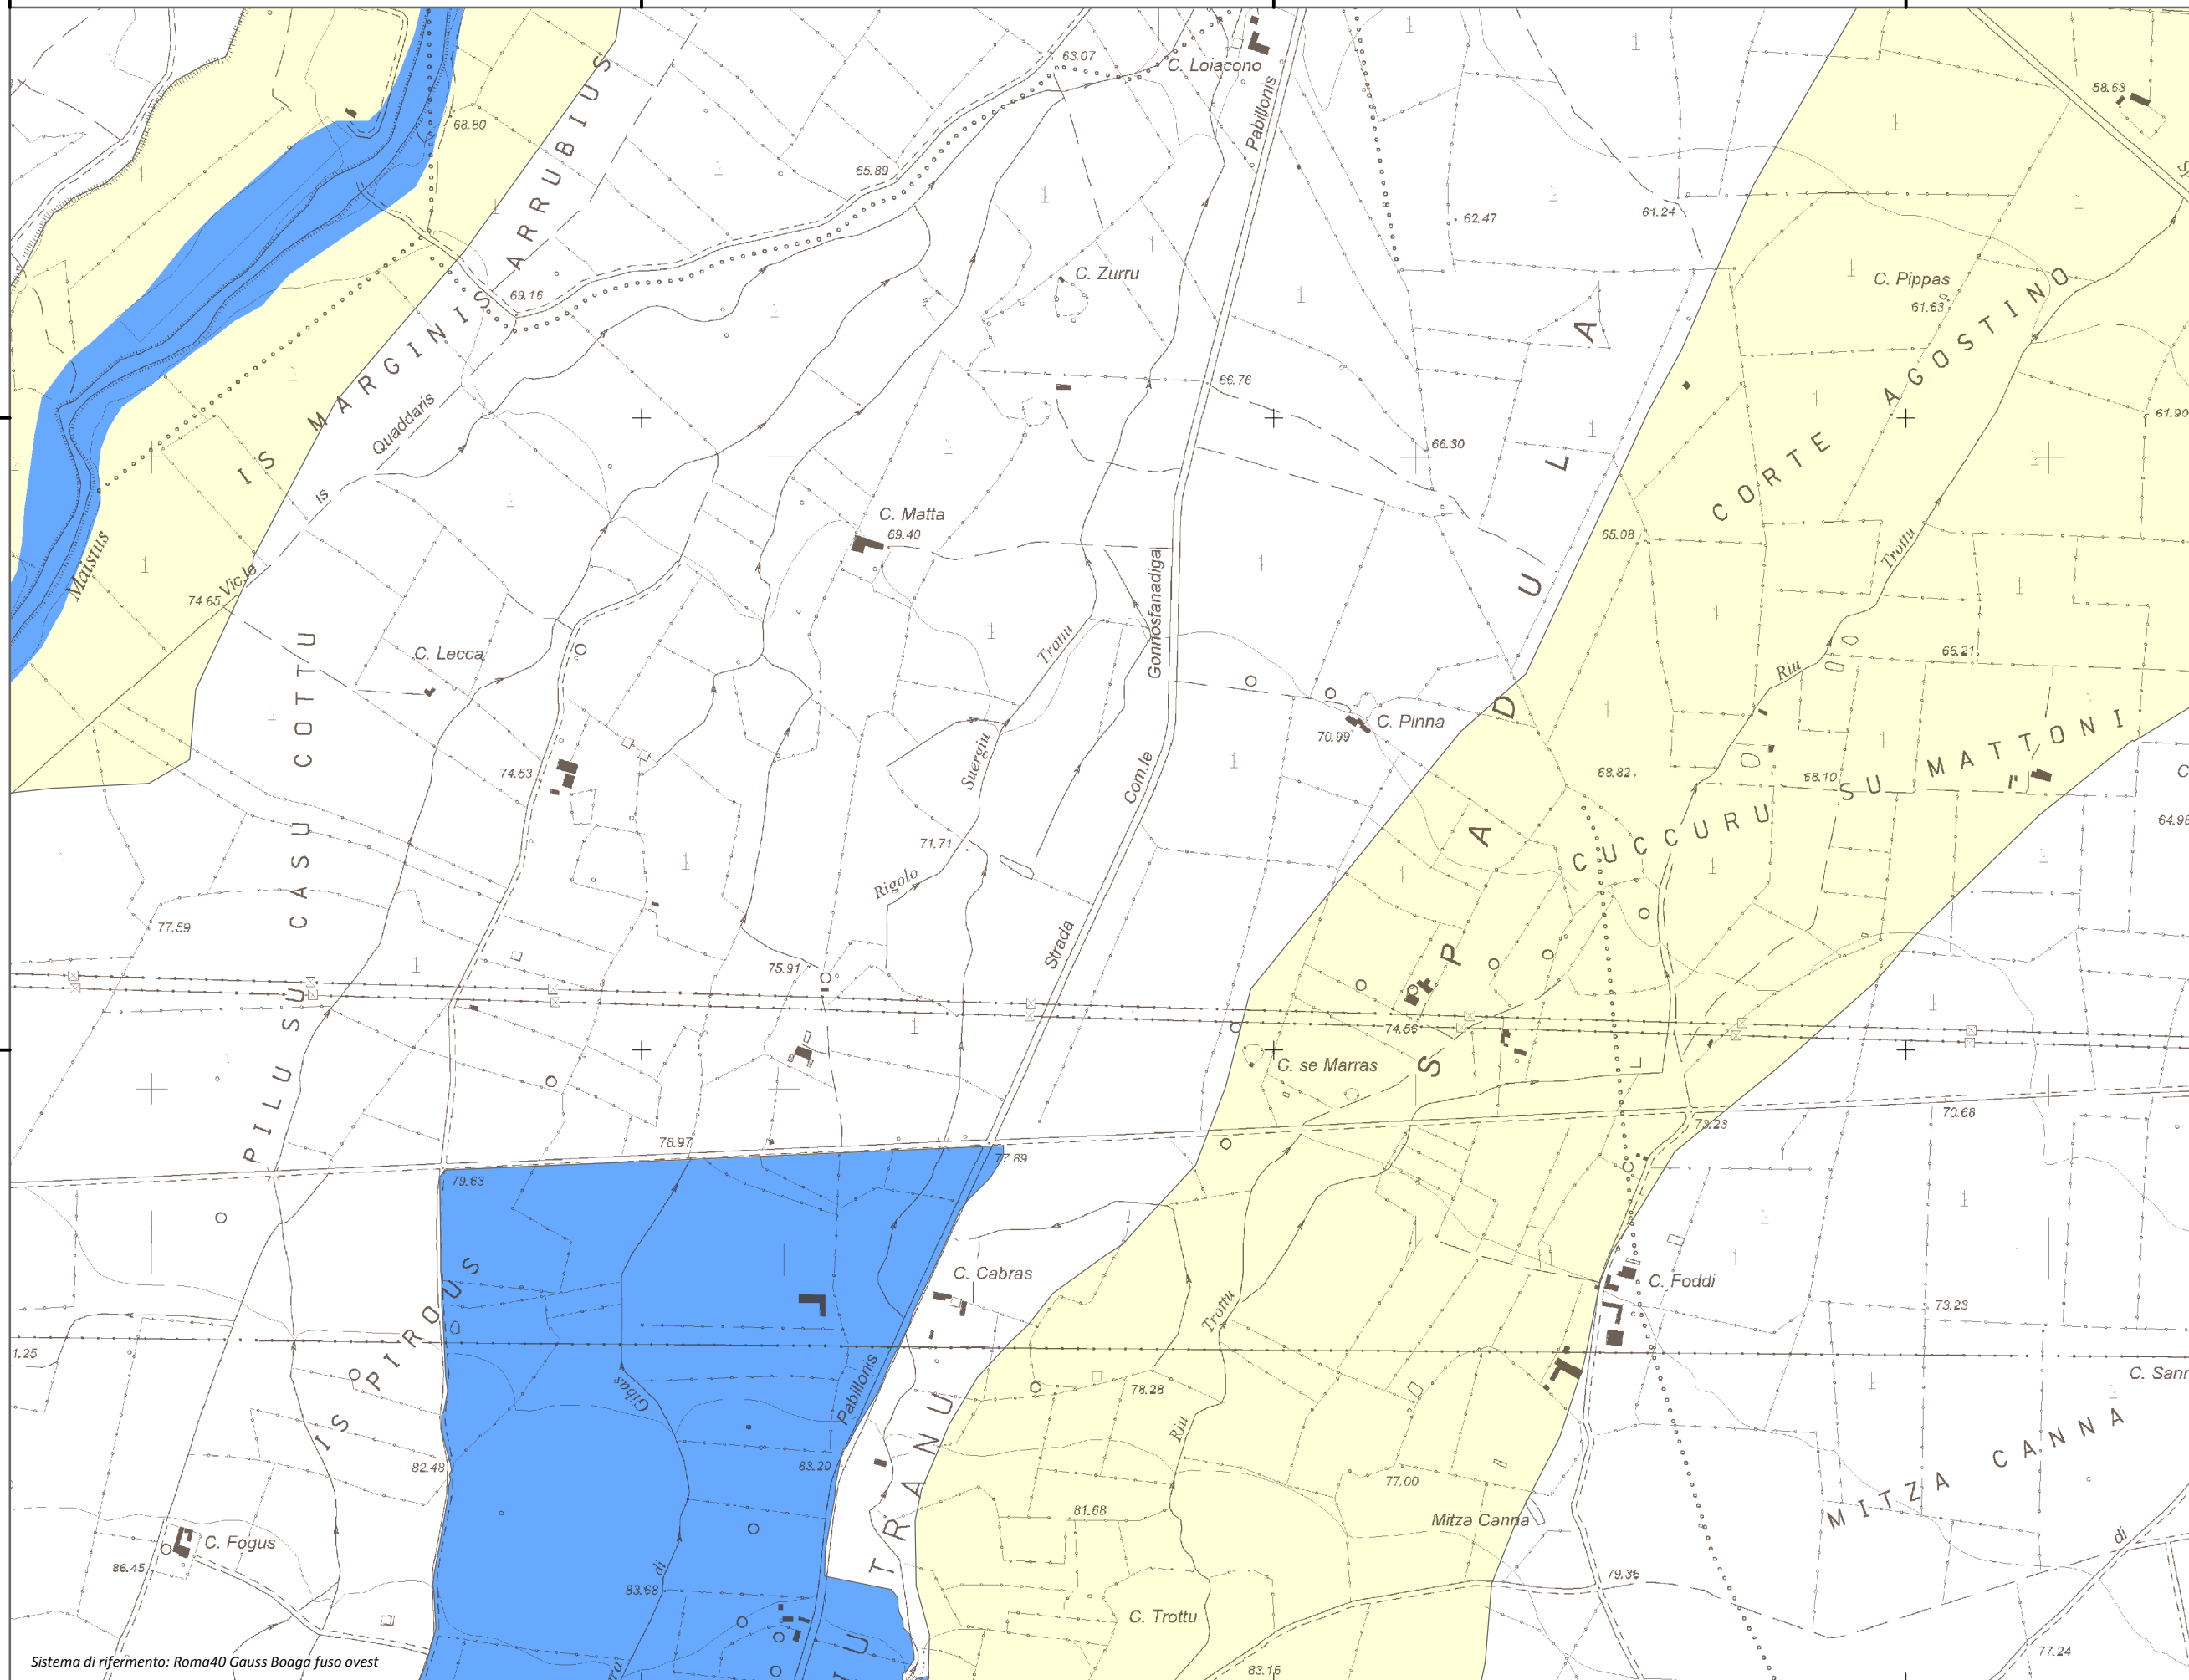 63.07
C. Loiacono
Pabillonis
58.63
68.80
65.89
62.47
61.24
IS MARGINIS ARRUBIUS
69.16
C. Zurru
C. Pippas
61.63
CORTE AGOSTINO
66.76
61.90
Quaddaris
is
Vic.le
66.30
C. Matta
69.40
65.08
Trottu
Maistus
74.65
Gonnosfanadiga
C. Lecca
Tranu
66.21
Riu
PILU SU CASU COTTU
C. Pinna
70.99
SPADULA
74.53
Suergiu
Com.le
68.82
68.10
CUCCURU SU MATTONI
64.98
71.71
Rigolo
77.59
Strada
75.91
74.56
C. se Marras
70.68
73.23
78.97
77.89
79.63
C. Cabras
C. Foddi
73.23
IS PIROUS
1.25
Trottu
C. Sanr
Gibas
Pabillonis
78.28
Riu
TRANU
82.48
83.20
77.00
MITZA CANNA
81.68
Mitza Canna
C. Fogus
86.45
di
di
83.68
79.36
C. Trottu
77.24
83.16
Sistema di rifermento: Roma40 Gauss Boaga fuso ovest